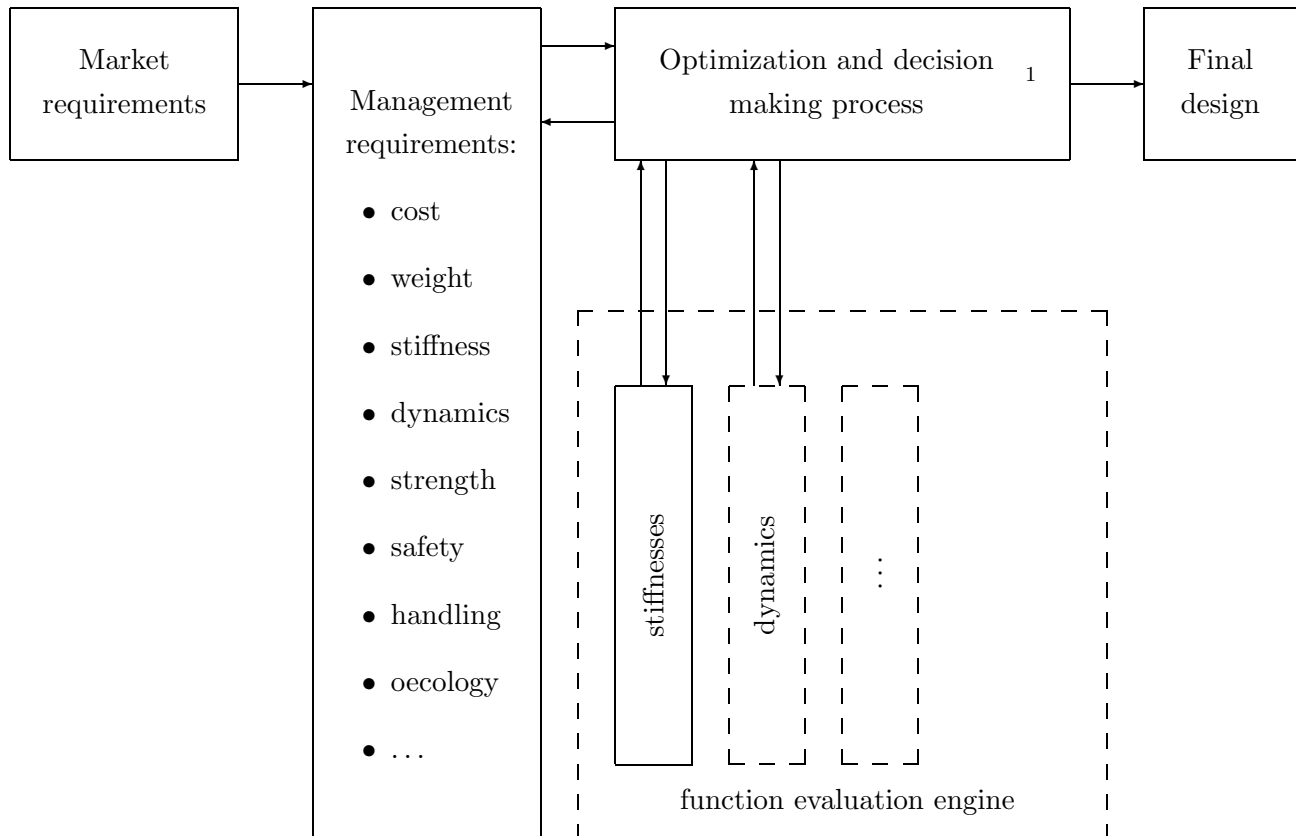 Market
requirements
Management
requirements:
• cost
• weight
• stiffness
• dynamics
• strength
• safety
• handling
• oecology
• . . .
Optimization and decision
making process
1
Final
design
stiffnesses
dynamics
. . .
function evaluation engine